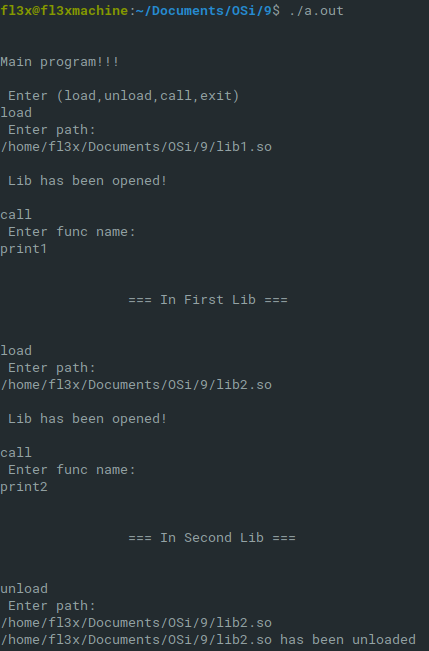 fl3x@fl3xmachine:~/Documents/OSi/9$ ./a.out
Main program!!!
Enter (load,unload,call,exit)
load
Enter path:
/home/fl3x/Documents/OSi/9/lib1.so
Lib has been opened!
call
Enter func name:
print1
=== In First Lib ===
load
Enter path:
/home/fl3x/Documents/OSi/9/lib2.so
Lib has been opened!
call
Enter func name:
print2
=== In Second Lib ===
unload
Enter path:
/home/fl3x/Documents/OSi/9/lib2.so
/home/fl3x/Documents/OSi/9/lib2.so has been unloaded